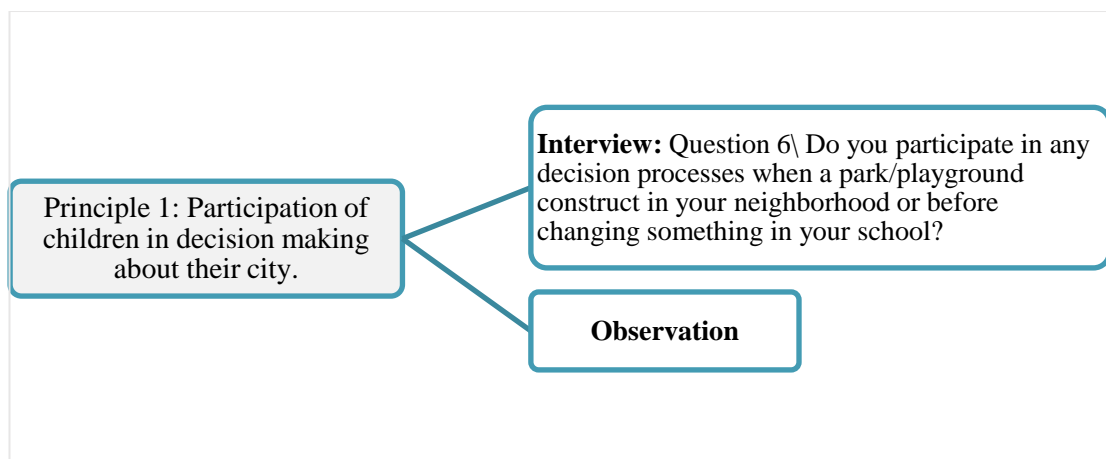 Principle 1: Participation of
children in decision making
about their city.
Interview: Question 6\ Do you participate in any
decision processes when a park/playground
construct in your neighborhood or before
changing something in your school?
Observation